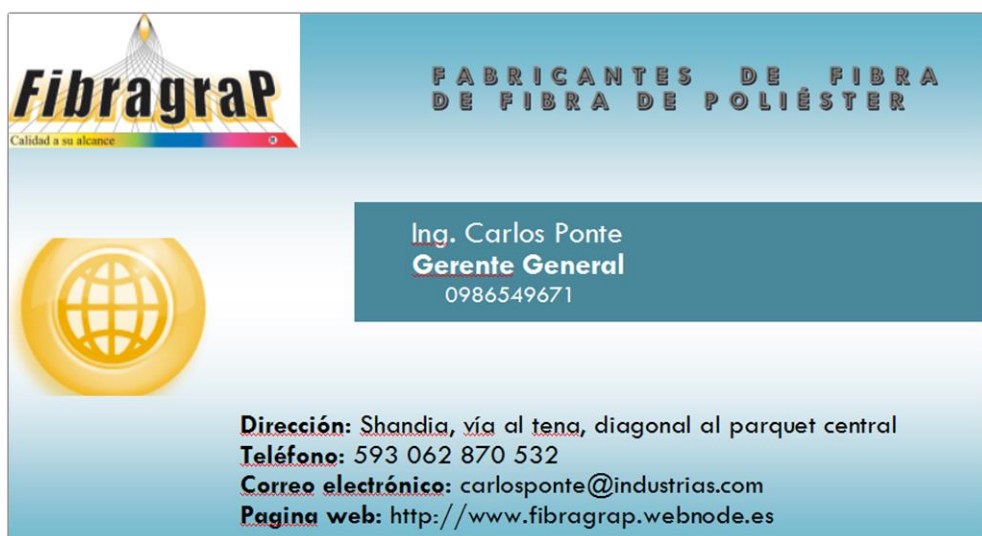 FibragraP
Calidad a su alcance ®
FABRICANTES DE FIBRA
DE FIBRA DE POLIÉSTER
Ing. Carlos Ponte
Gerente General
0986549671
Dirección: Shandia, vía al tena, diagonal al parquet central
Teléfono: 593 062 870 532
Correo electrónico: carlosponte@industrias.com
Pagina web: http://www.fibragrap.webnode.es